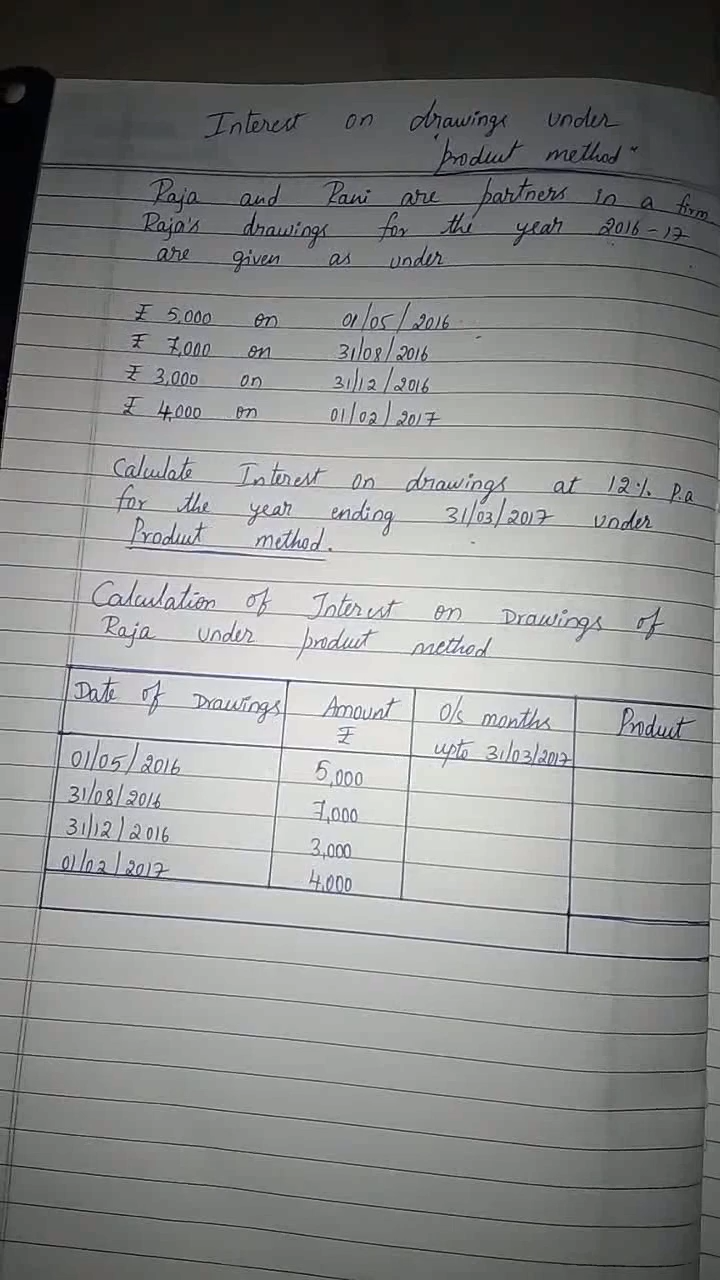 Interest on drawings under
"product method"
Raja and Rani are partners in a firm
Raja's drawings for the year 2016-17
are given as under
₹ 5,000 on 01/05/2016
₹ 7,000 on 31/08/2016
₹ 3,000 on 31/12/2016
₹ 4,000 on 01/02/2017
Calculate Interest on drawings at 12% P.a
for the year ending 31/03/2017 under
Product method.
Calculation of Interest on Drawings of
Raja under product method
Date of Drawings Amount ₹ O/s months upto 31/03/2017 Product
01/05/2016 5,000
31/08/2016 7,000
31/12/2016 3,000
01/02/2017 4,000